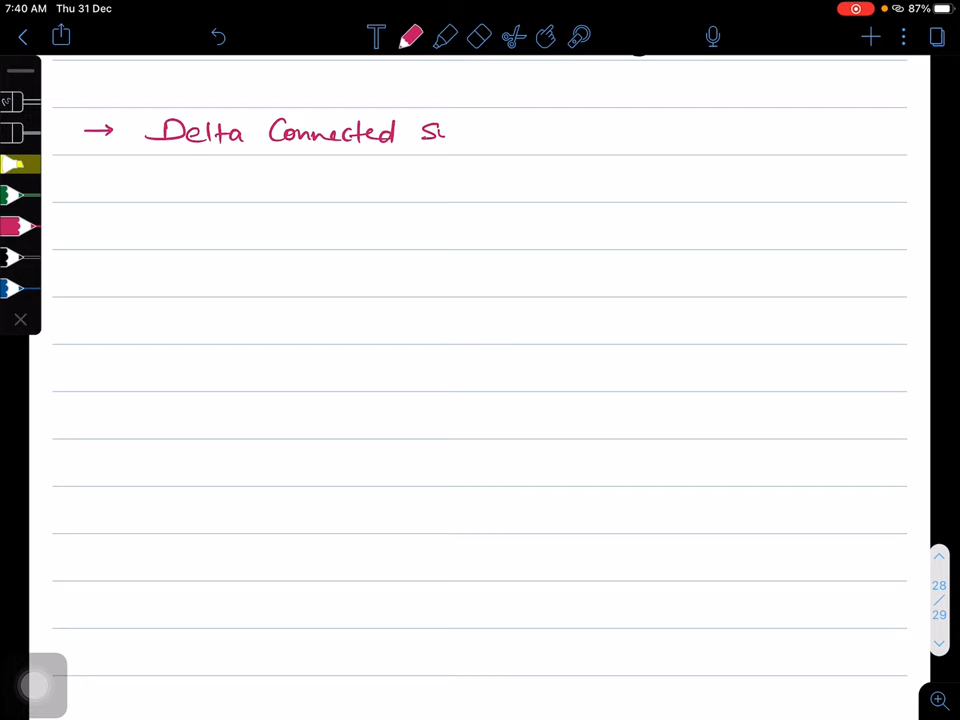 7:40 AM Thu 31 Dec 87%
T
→ Delta Connected Si
28
/
29